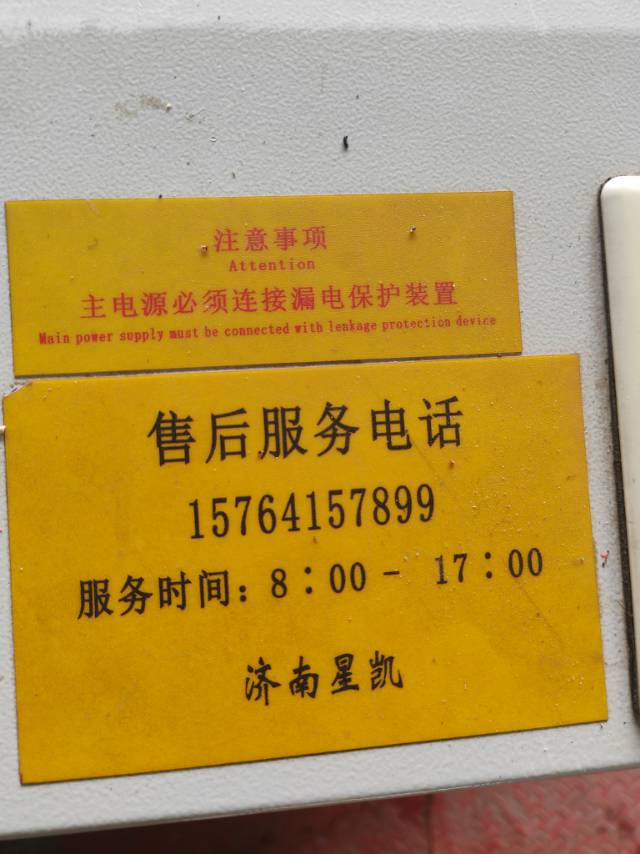 注意事项
Attention
主电源必须连接漏电保护装置
Main power supply must be connected with leakage protection device
售后服务电话
15764157899
服务时间：8：00 - 17：00
济南星凯